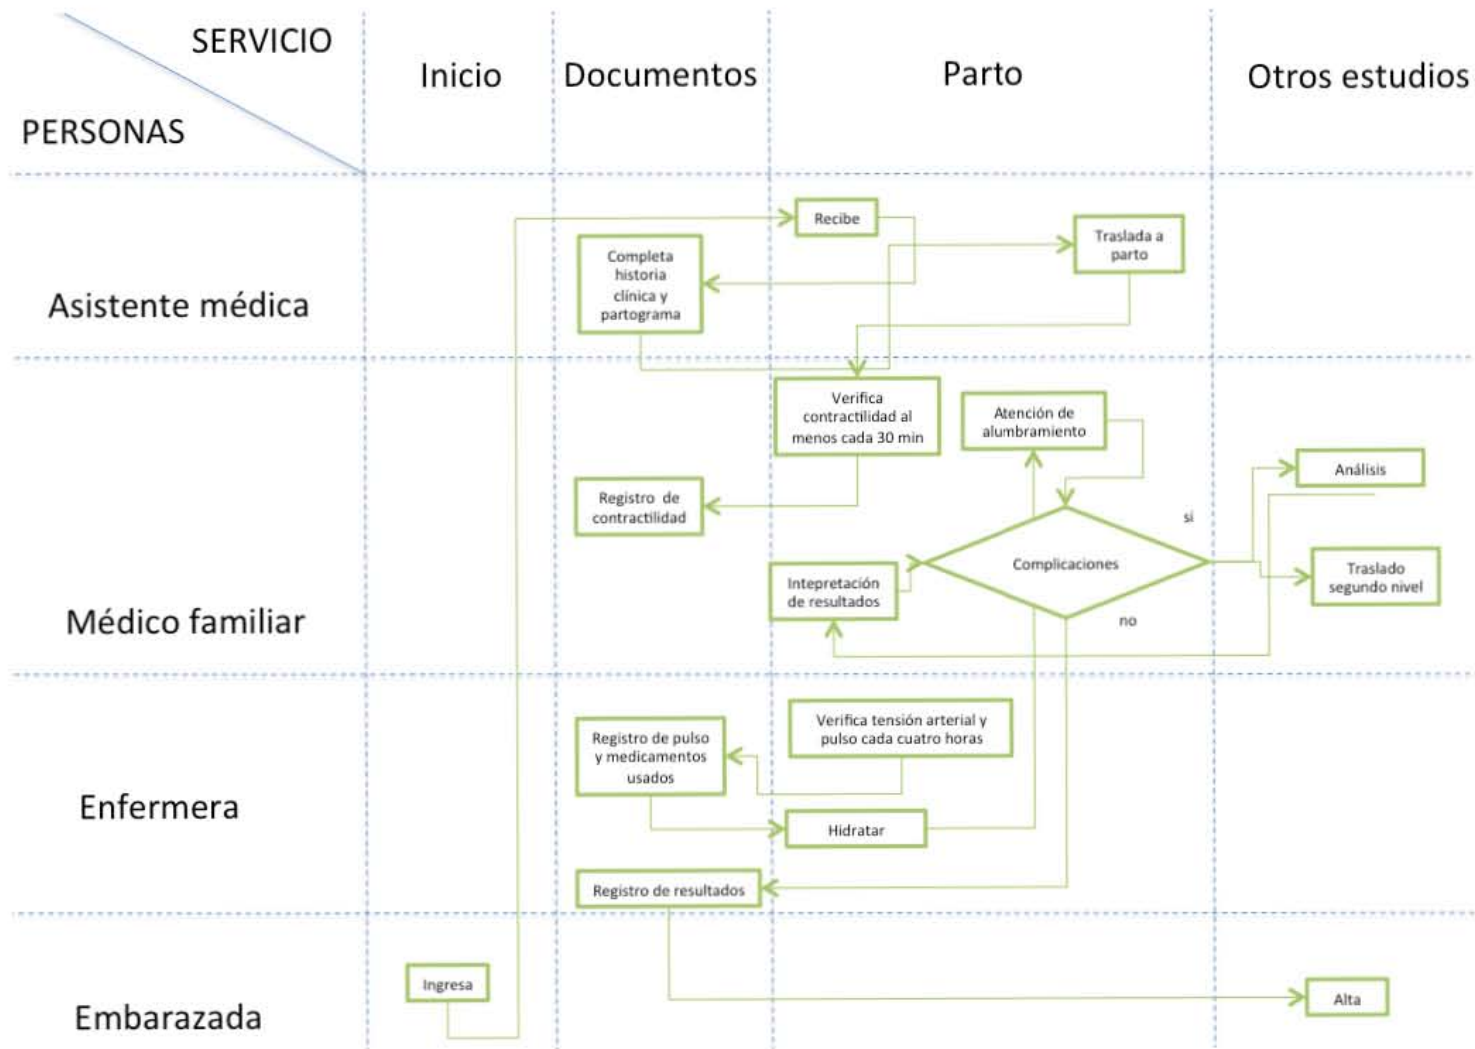 SERVICIO
PERSONAS
Inicio
Documentos
Parto
Otros estudios
Asistente médica
Recibe
Completa
historia
clínica y
partograma
Traslada a
parto
Médico familiar
Verifica
contractilidad al
menos cada 30 min
Atención de
alumbramiento
Registro de
contractilidad
Intepretación
de resultados
Complicaciones
si
no
Análisis
Traslado
segundo nivel
Enfermera
Registro de pulso
y medicamentos
usados
Verifica tensión arterial y
pulso cada cuatro horas
Hidratar
Registro de resultados
Embarazada
Ingresa
Alta